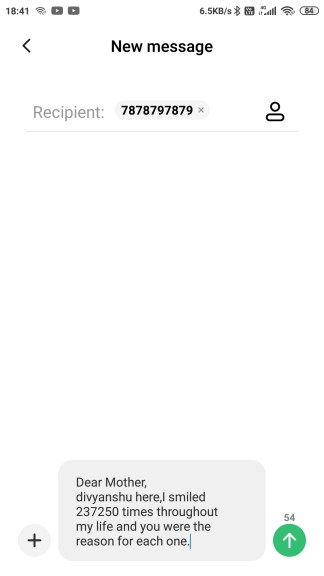 18:41 6.5KB/s 4G 84
New message
Recipient: 7878797879 ×
Dear Mother,
divyanshu here,I smiled
237250 times throughout
my life and you were the
reason for each one.
54